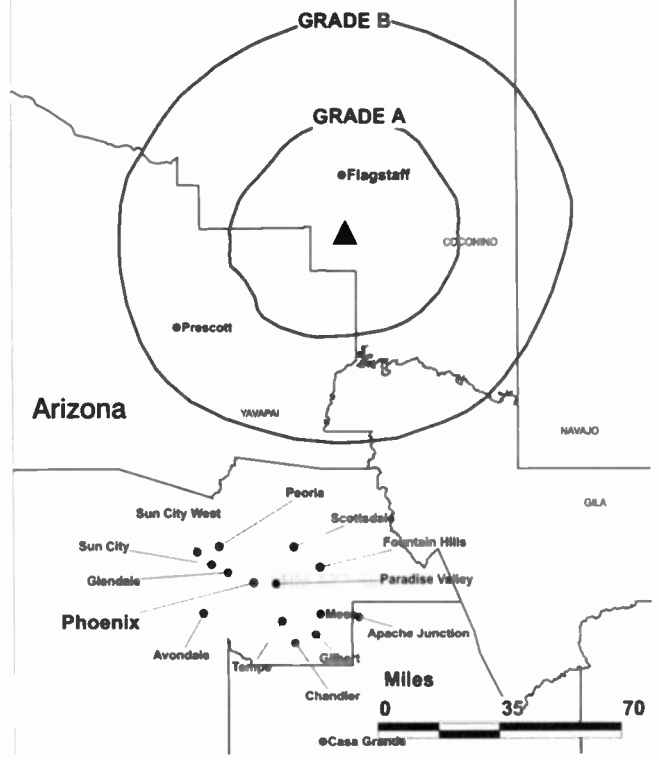 GRADE B
GRADE A
Flagstaff
COCONINO
Prescott
Arizona
YAVAPAI
NAVAJO
Peoria
GILA
Sun City West
Scottsdale
Sun City
Fountain Hills
Glendale
Paradise Valley
Phoenix
Mesa
Apache Junction
Avondale
Tempe
Gilbert
Chandler
Miles
0 35 70
Casa Grande